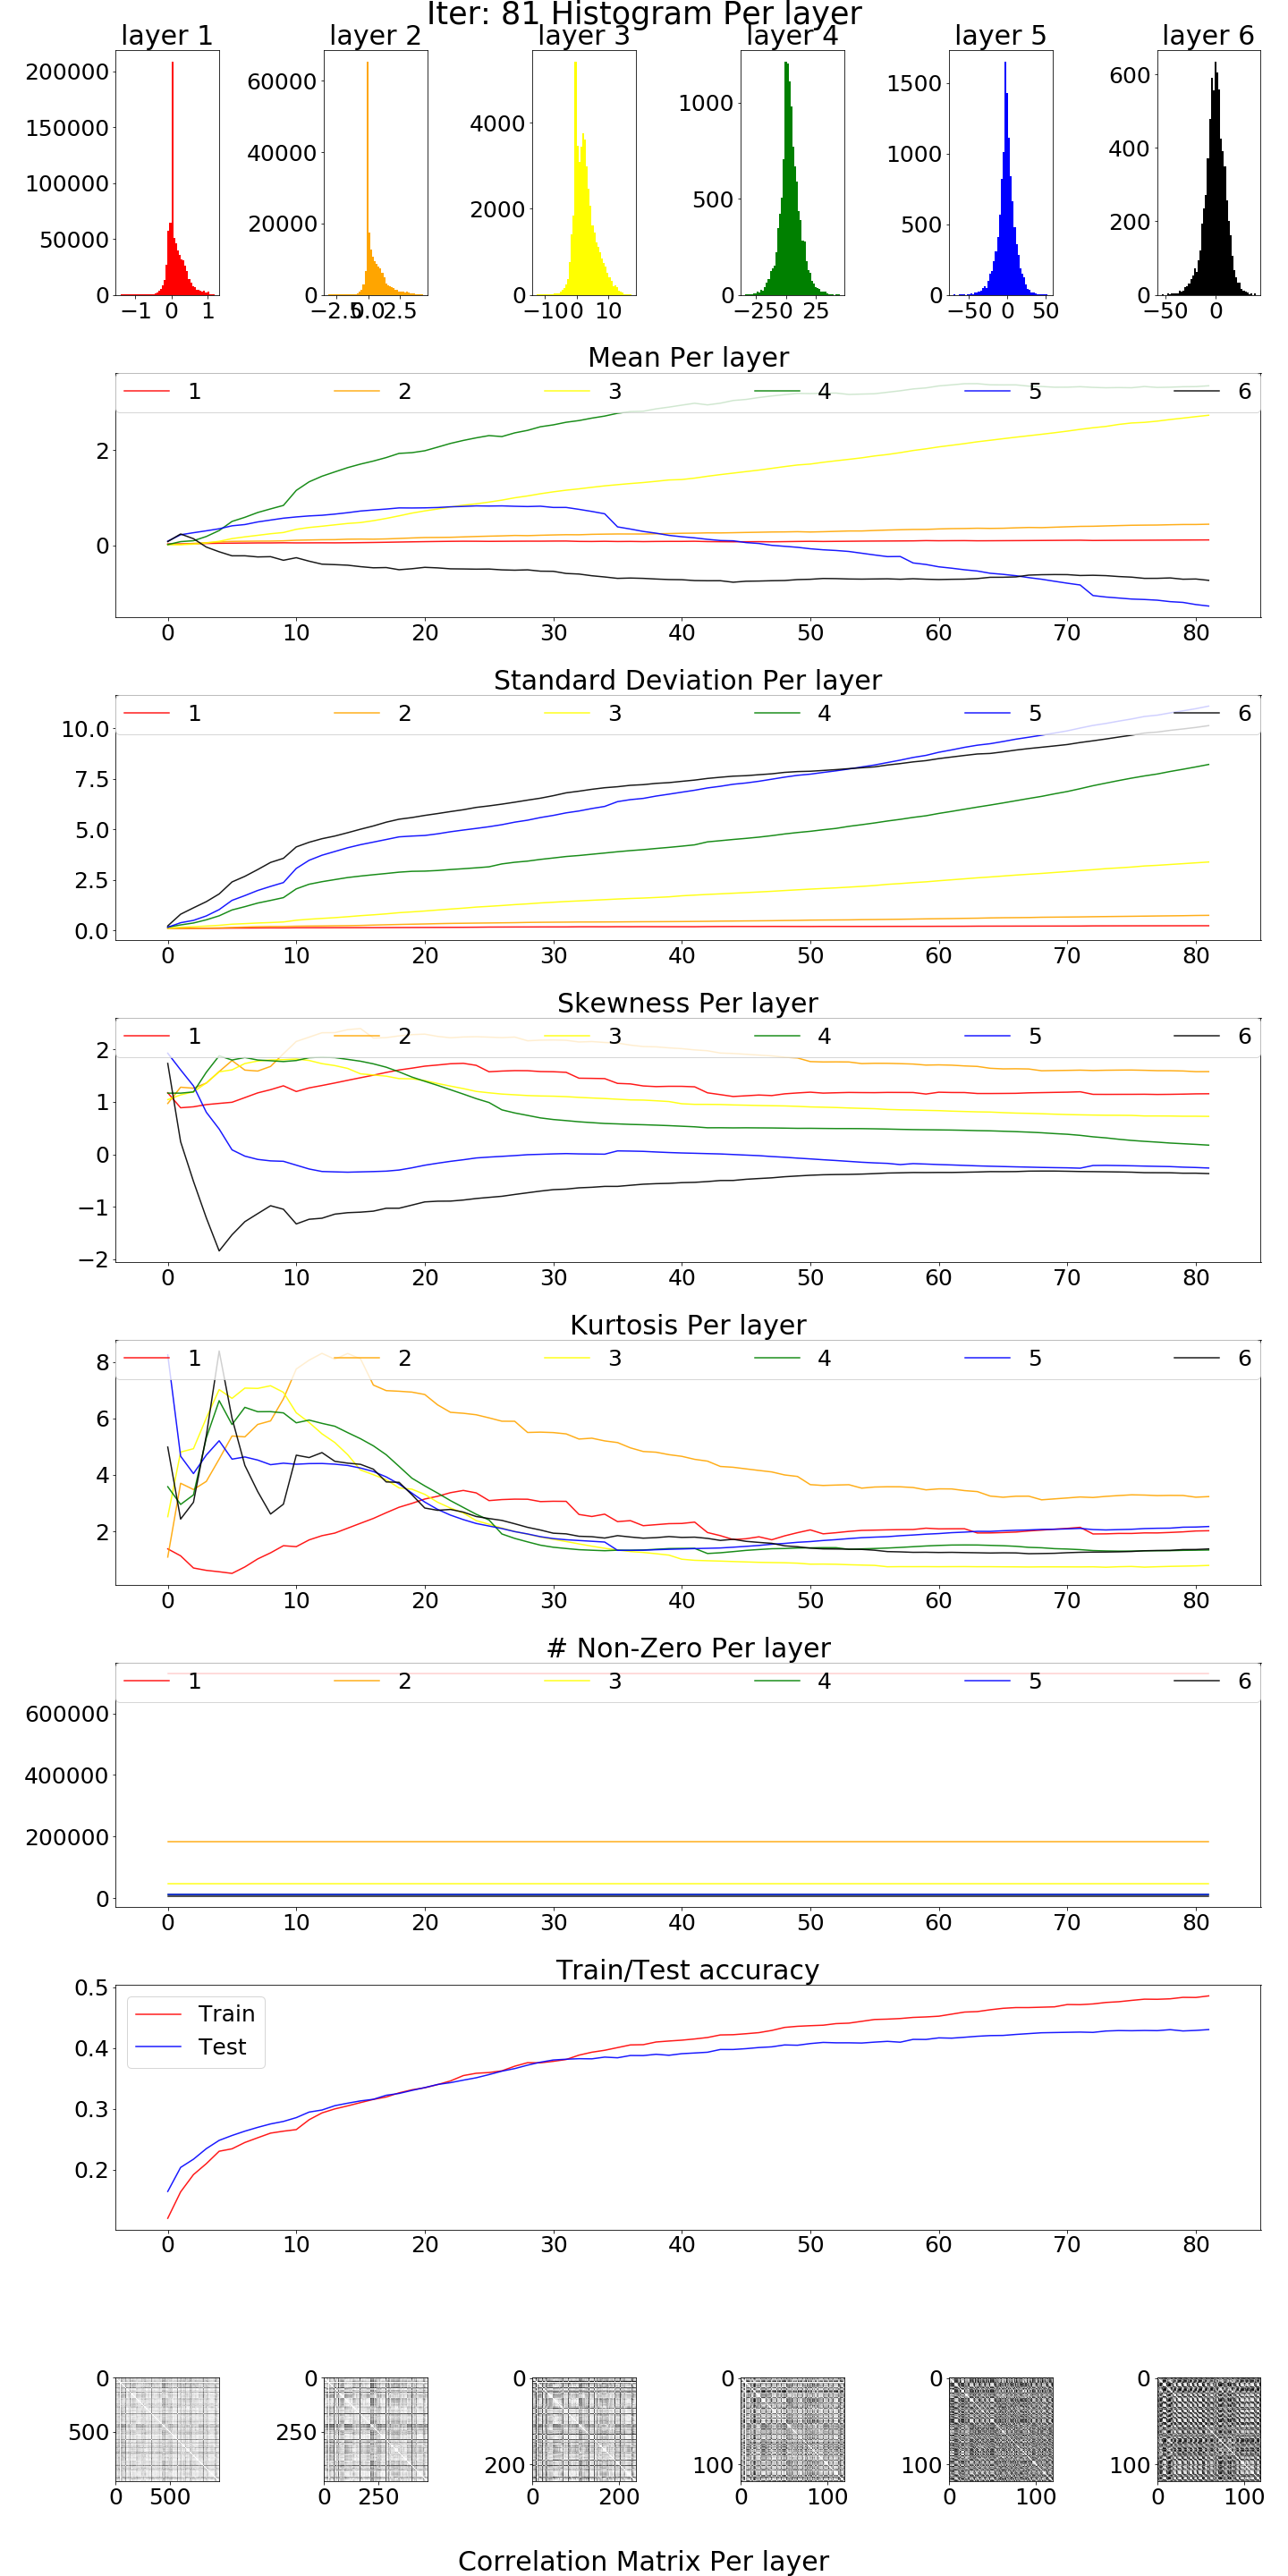 Iter: 81 Histogram Per layer
layer 1 layer 2 layer 3 layer 4 layer 5 layer 6
200000
150000
100000
50000
0
−1 0 1
60000
40000
20000
0
−2.5 0.0 2.5
4000
2000
0
−10 0 10
1000
500
0
−25 0 25
1500
1000
500
0
−50 0 50
600
400
200
0
−50 0
Mean Per layer
1 2 3 4 5 6
2
0
0 10 20 30 40 50 60 70 80
Standard Deviation Per layer
1 2 3 4 5 6
10.0
7.5
5.0
2.5
0.0
0 10 20 30 40 50 60 70 80
Skewness Per layer
1 2 3 4 5 6
2
1
0
−1
−2
0 10 20 30 40 50 60 70 80
Kurtosis Per layer
1 2 3 4 5 6
8
6
4
2
0 10 20 30 40 50 60 70 80
# Non-Zero Per layer
1 2 3 4 5 6
600000
400000
200000
0
0 10 20 30 40 50 60 70 80
Train/Test accuracy
Train
Test
0.5
0.4
0.3
0.2
0 10 20 30 40 50 60 70 80
0
500
0 500
0
250
0 250
0
200
0 200
0
100
0 100
0
100
0 100
0
100
0 100
Correlation Matrix Per layer